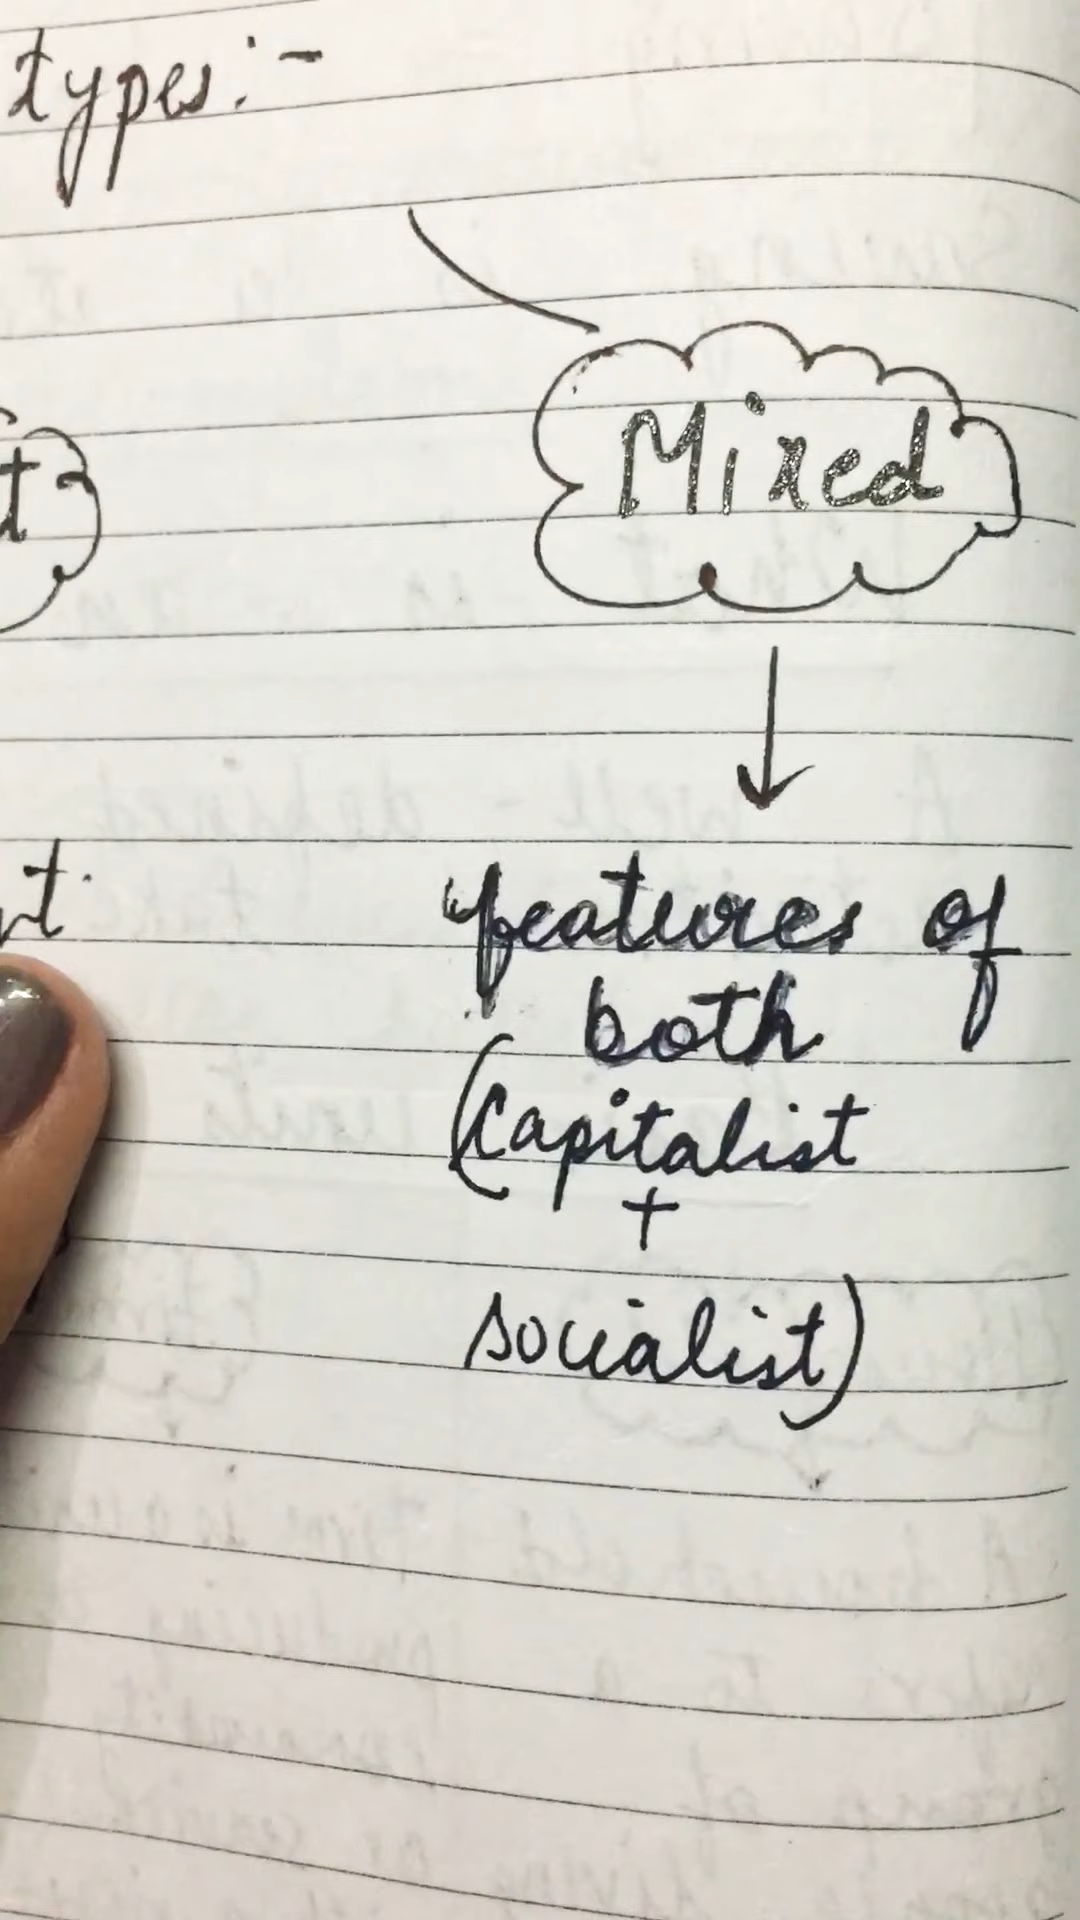 types:-
Mixed
t
t.
features of
both
(capitalist
+
socialist)